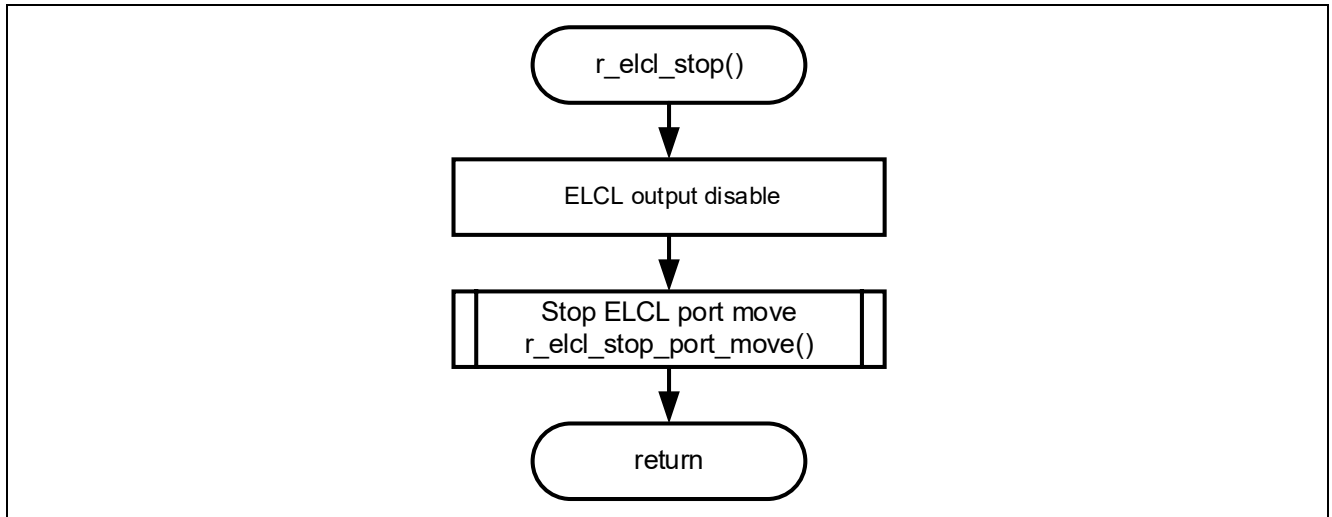 r_elcl_stop()
ELCL output disable
Stop ELCL port move
r_elcl_stop_port_move()
return